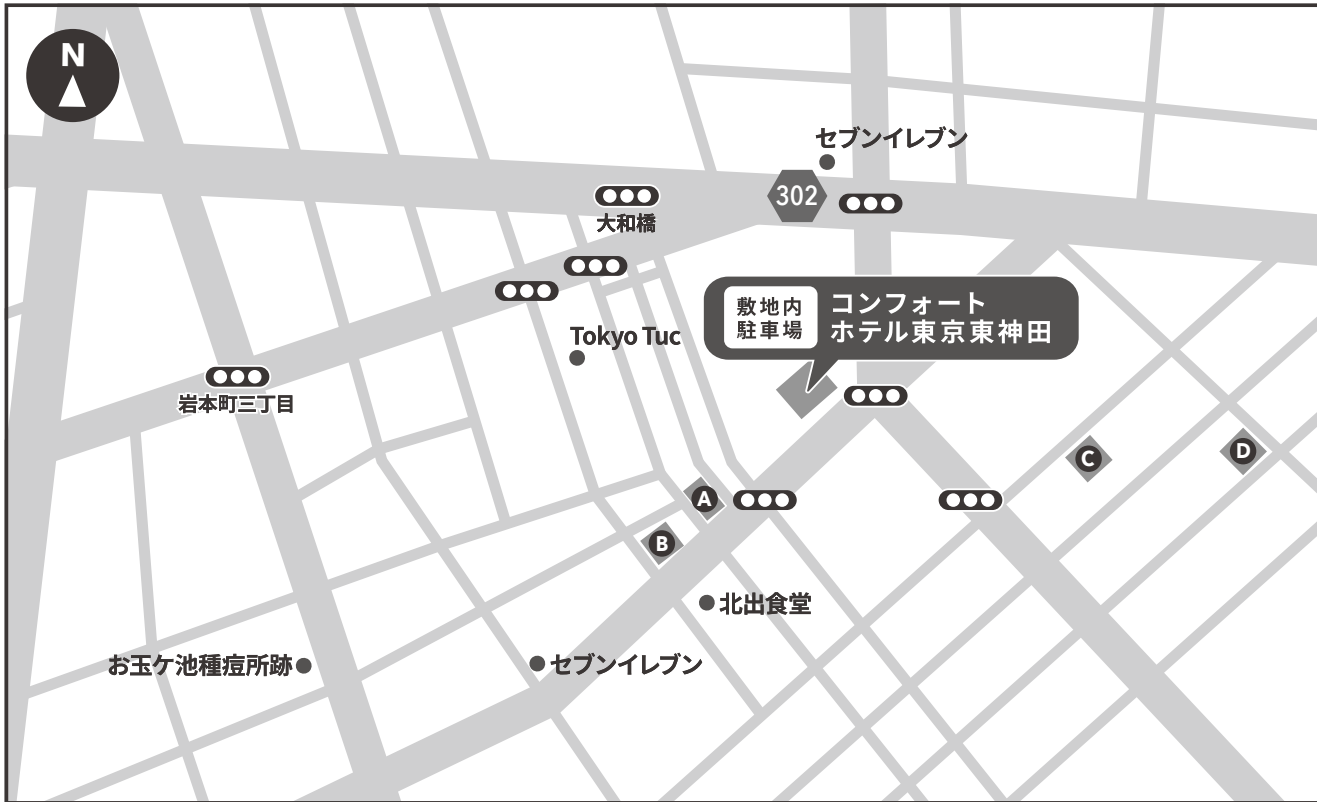 N
セブンイレブン
302
大和橋
敷地内
駐車場
コンフォート
ホテル東京東神田
Tokyo Tuc
岩本町三丁目
C
D
A
B
北出食堂
お玉ケ池種痘所跡
セブンイレブン